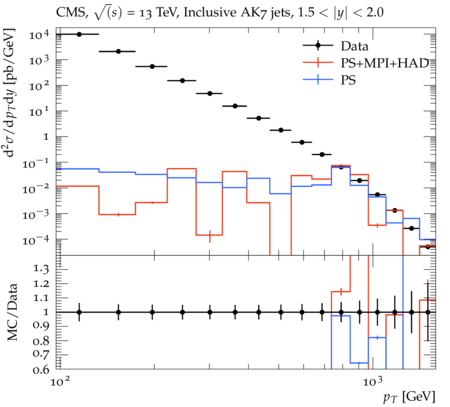 CMS, √(s) = 13 TeV, Inclusive AK7 jets, 1.5 < |y| < 2.0
d²σ/dp_T dy [pb/GeV]
10⁴
10³
10²
10¹
1
10⁻¹
10⁻²
10⁻³
10⁻⁴
Data
PS+MPI+HAD
PS
MC/Data
1.3
1.2
1.1
1
0.9
0.8
0.7
0.6
10² 10³
p_T [GeV]